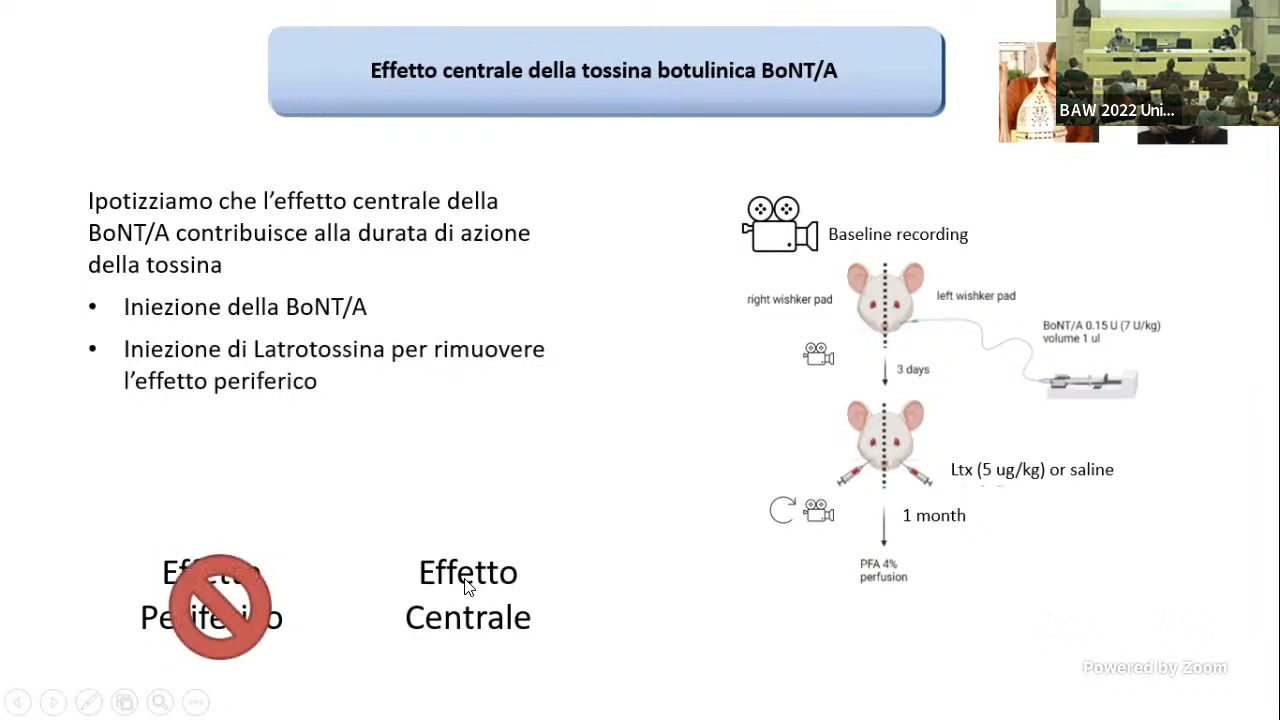 Effetto centrale della tossina botulinica BoNT/A
BAW 2022 Uni...
Ipotizziamo che l'effetto centrale della
BoNT/A contribuisce alla durata di azione
della tossina
• Iniezione della BoNT/A
• Iniezione di Latrotossina per rimuovere
l'effetto periferico
Effetto
Periferico
Effetto
Centrale
Baseline recording
right wishker pad
left wishker pad
BoNT/A 0.15 U (7 U/kg)
volume 1 ul
3 days
Ltx (5 ug/kg) or saline
1 month
PFA 4%
perfusion
Powered by Zoom